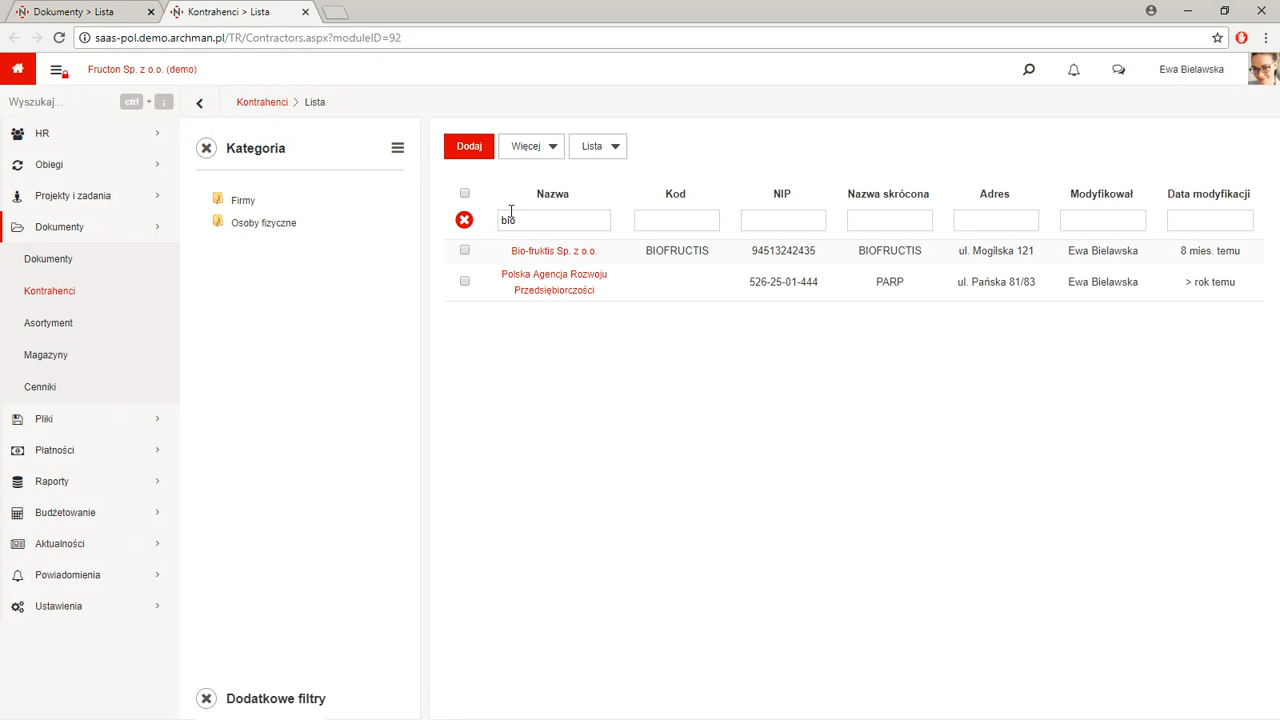 Dokumenty > Lista
Kontrahenci > Lista
saas-pol.demo.archman.pl/TR/Contractors.aspx?moduleID=92
Fructon Sp. z o.o. (demo)
Ewa Bielawska
Wyszukaj...
ctrl + ;
Kontrahenci > Lista
HR
Obiegi
Projekty i zadania
Dokumenty
Dokumenty
Kontrahenci
Asortyment
Magazyny
Cenniki
Pliki
Płatności
Raporty
Budżetowanie
Aktualności
Powiadomienia
Ustawienia
Kategoria
Firmy
Osoby fizyczne
Dodatkowe filtry
Dodaj Więcej Lista
Nazwa Kod NIP Nazwa skrócona Adres Modyfikował Data modyfikacji
bio
Bio-fruktis Sp. z o.o. BIOFRUCTIS 94513242435 BIOFRUCTIS ul. Mogilska 121 Ewa Bielawska 8 mies. temu
Polska Agencja Rozwoju
Przedsiębiorczości
526-25-01-444 PARP ul. Pańska 81/83 Ewa Bielawska > rok temu